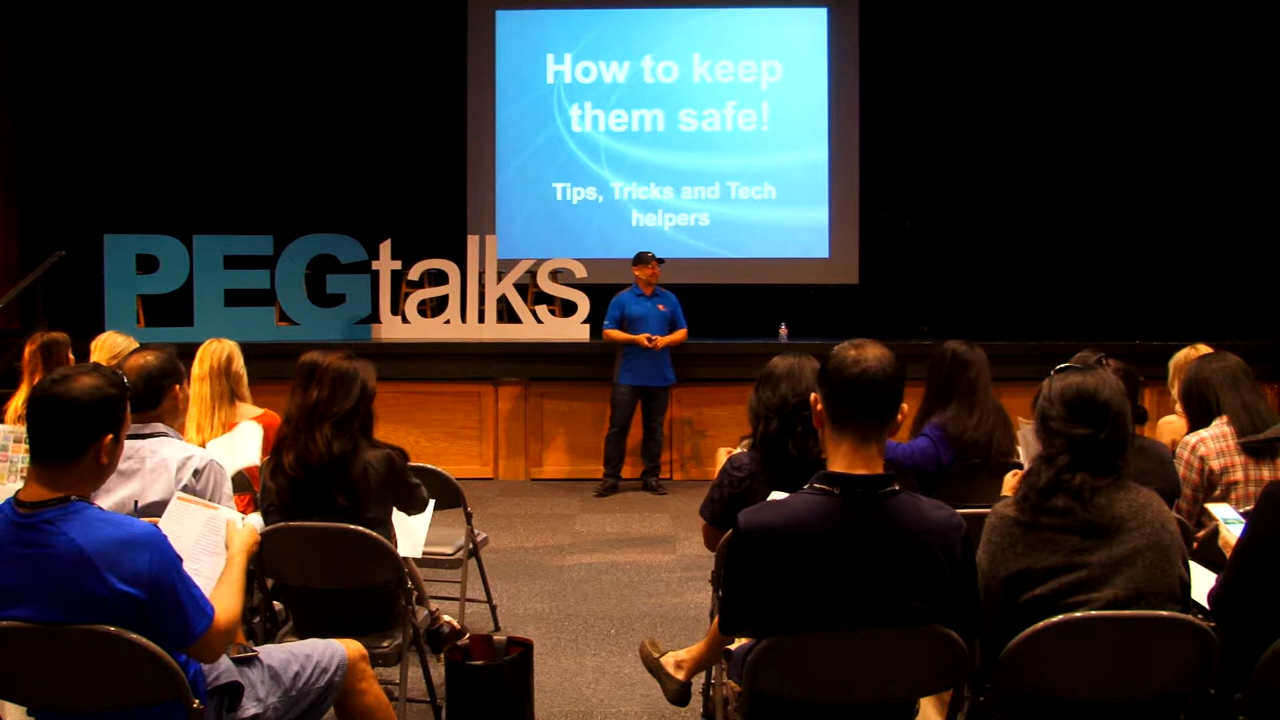 How to keep
them safe!
Tips, Tricks and Tech
helpers
PEGtalks